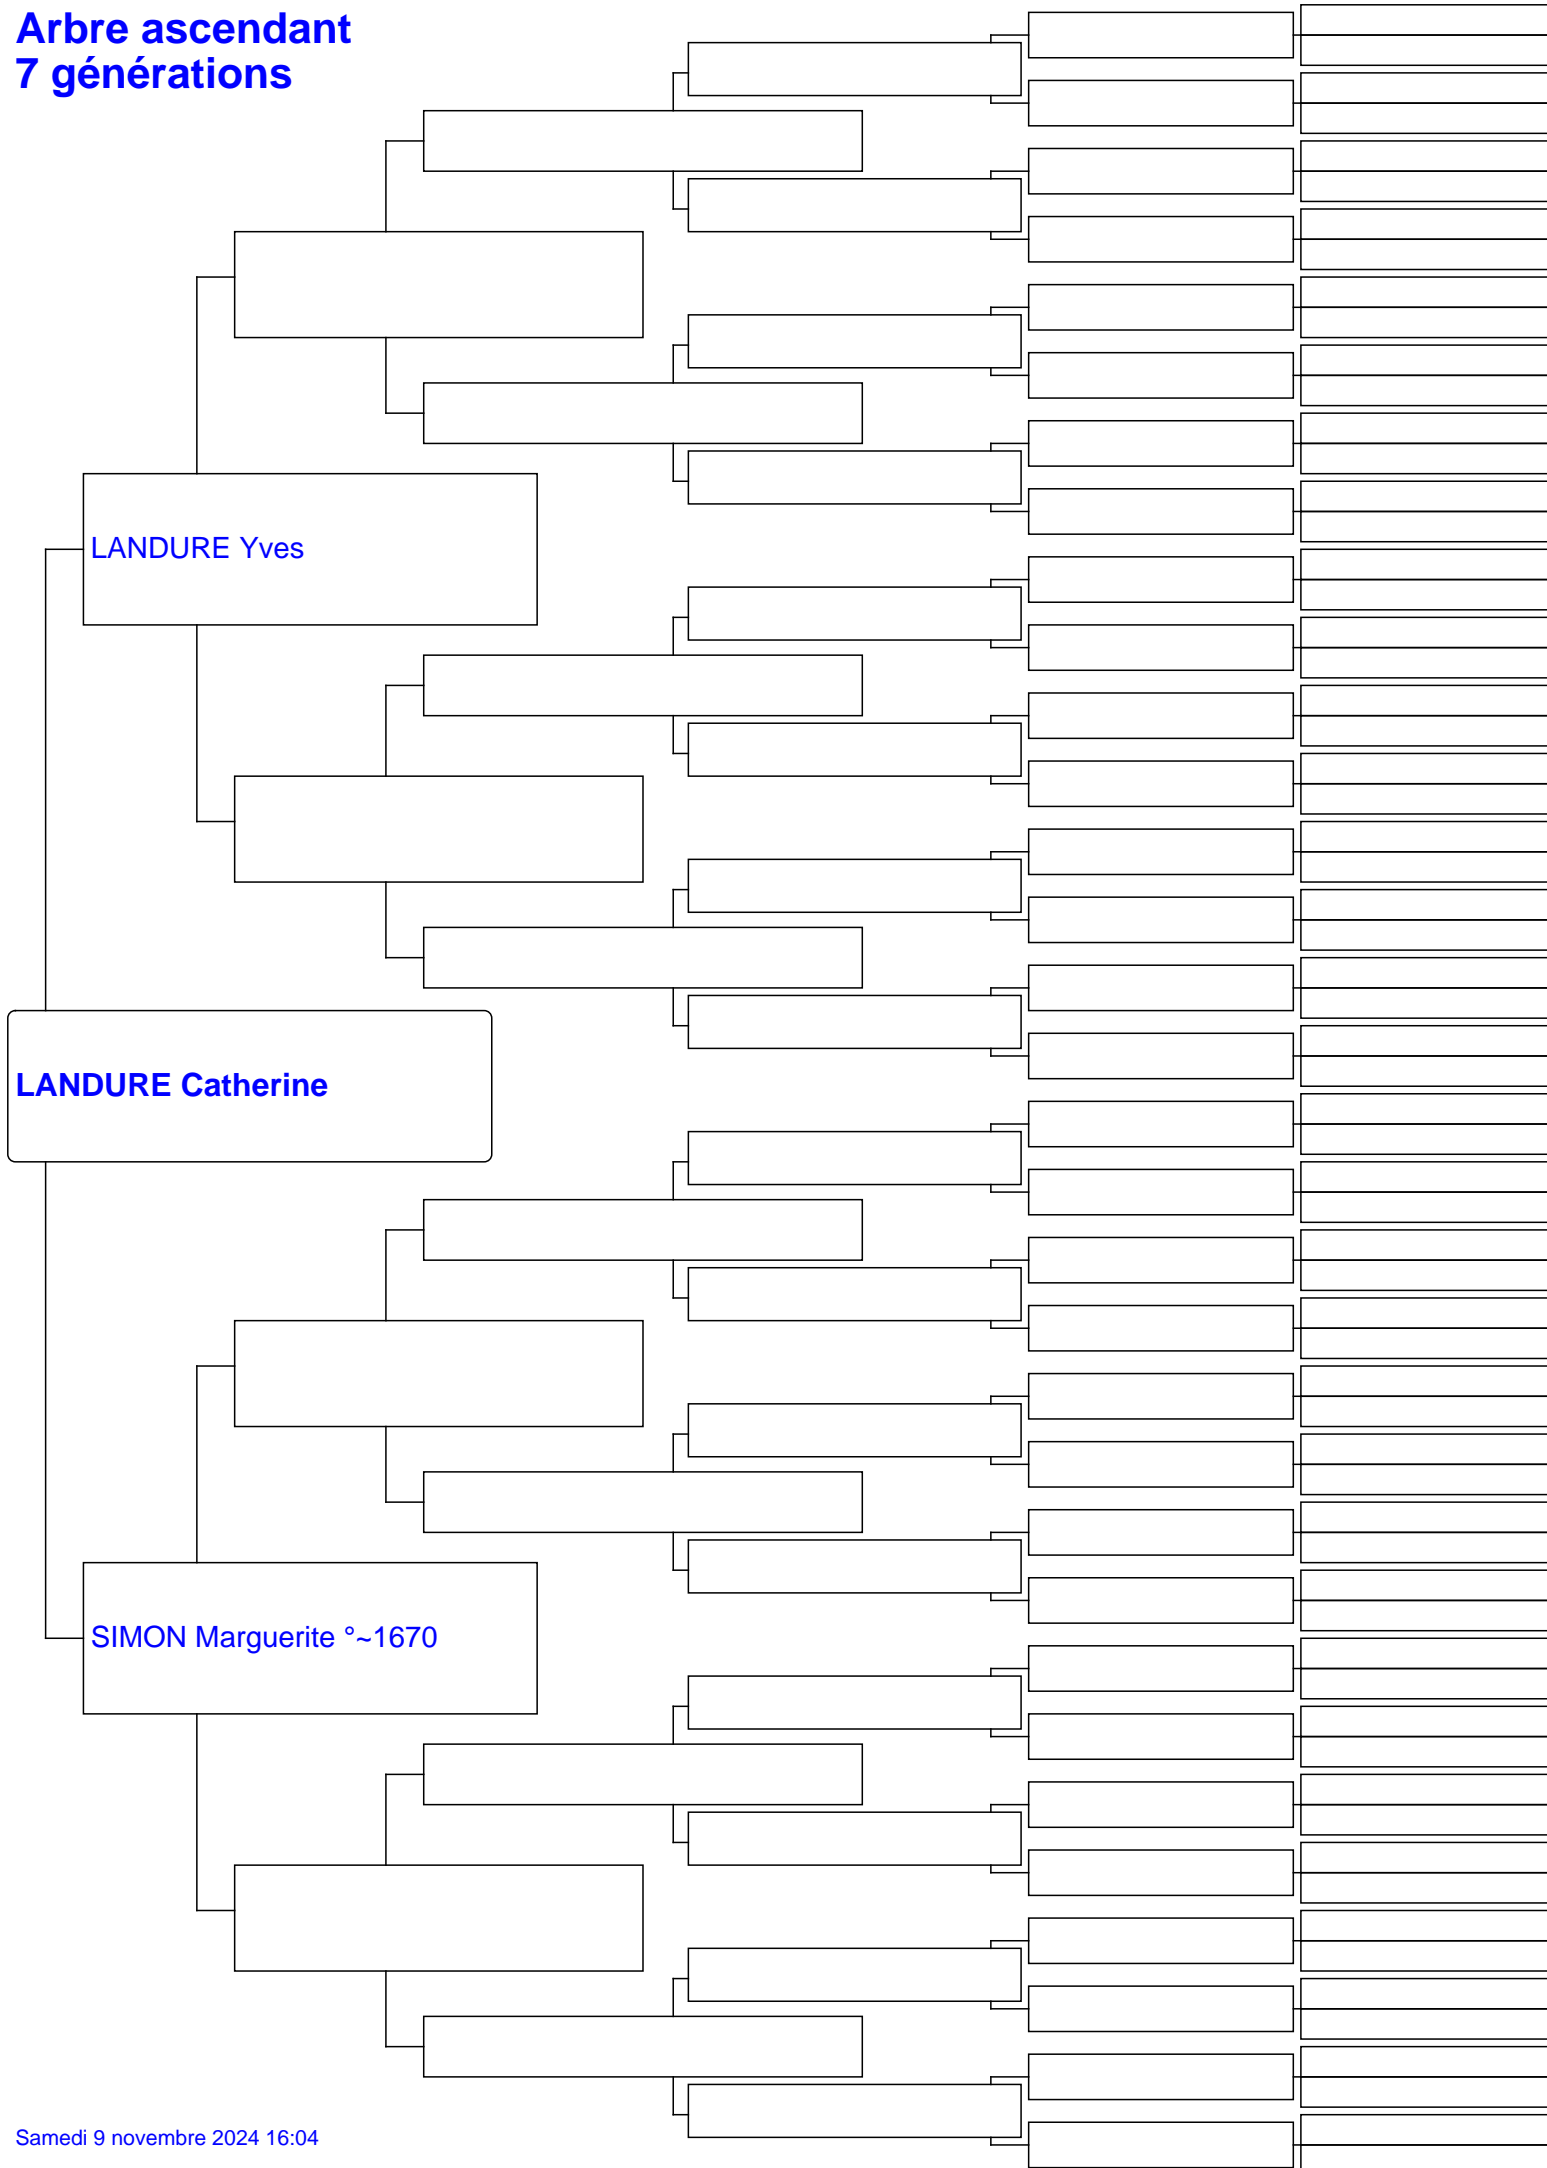 Arbre ascendant
7 générations
LANDURE Yves
LANDURE Catherine
SIMON Marguerite °~1670
Samedi 9 novembre 2024 16:04